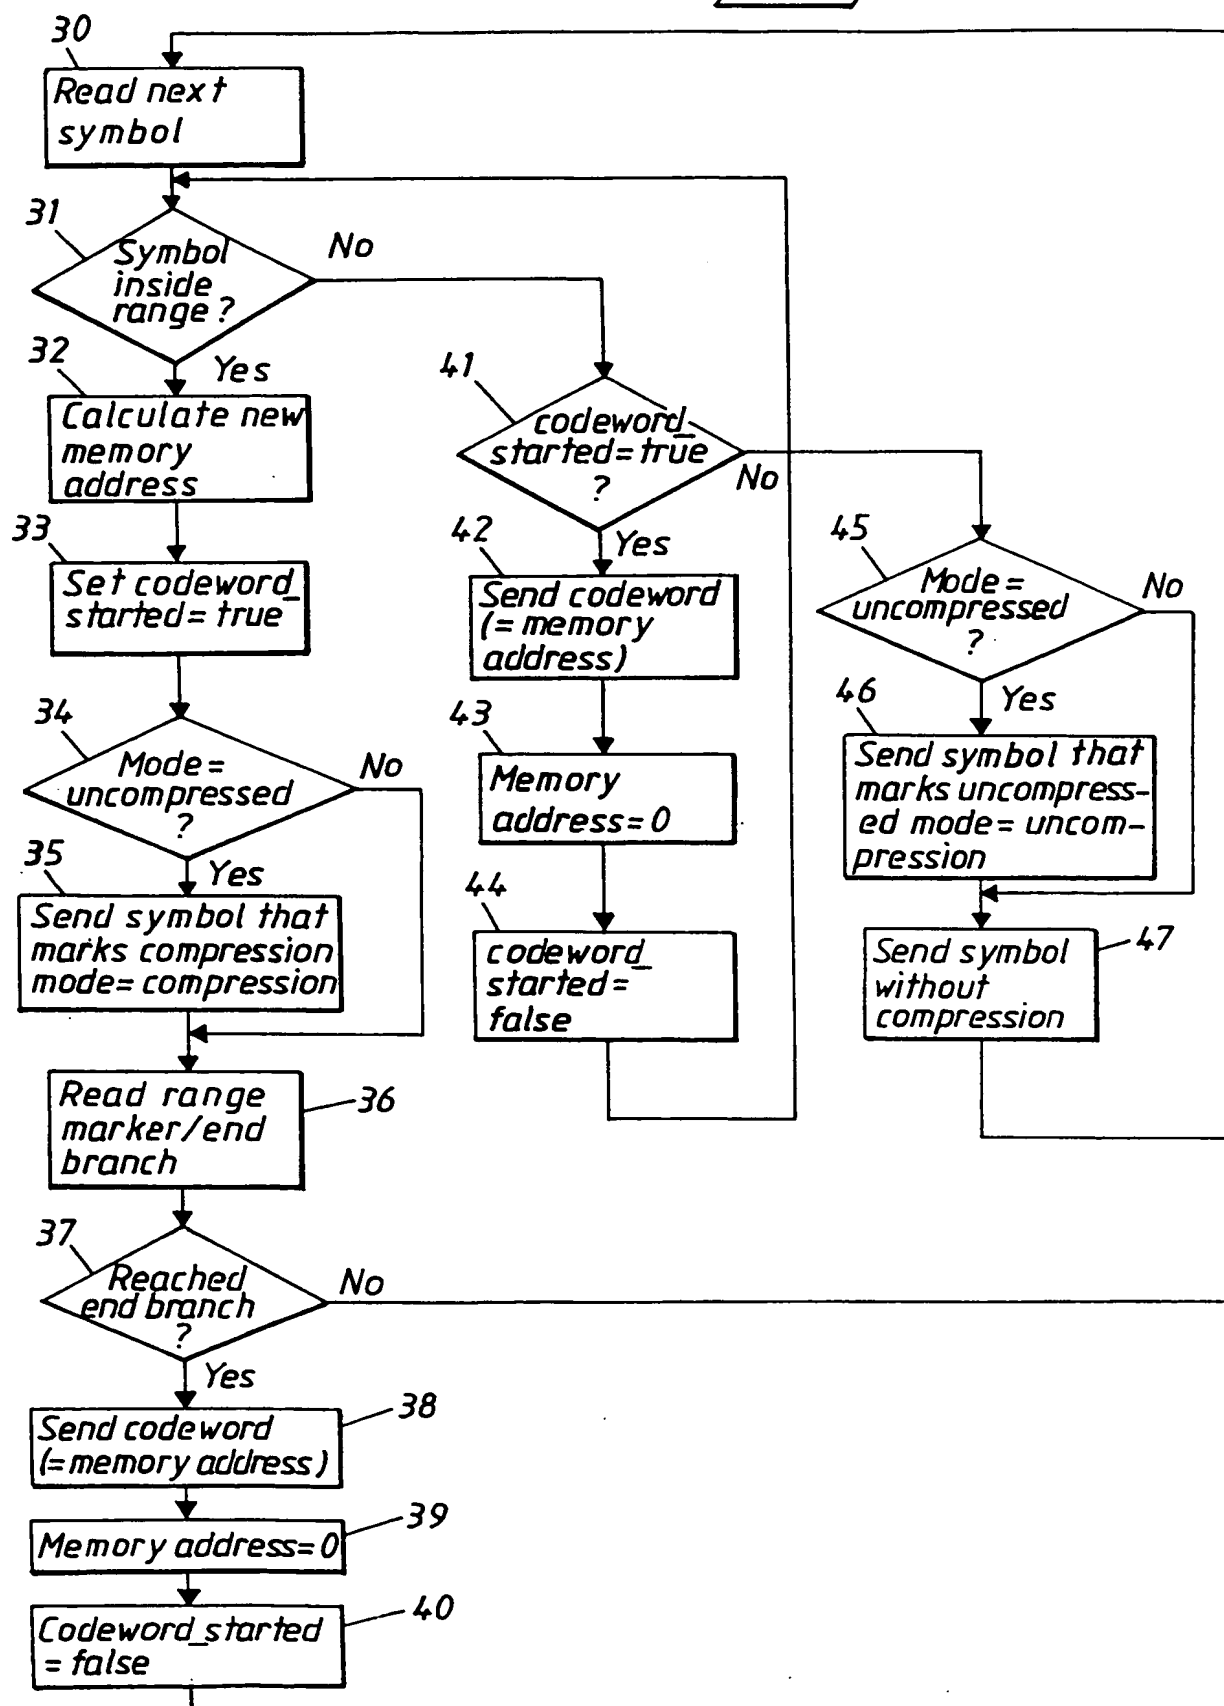 30
Read next
symbol
31
Symbol
inside
range?
No
Yes
32
Calculate new
memory
address
33
Set codeword_
started=true
34
Mode=
uncompressed
?
No
Yes
35
Send symbol that
marks compression
mode=compression
Read range
marker/end
branch
36
37
Reached
end branch
?
No
Yes
Send codeword
(=memory address)
38
Memory address=0
39
Codeword_started
=false
40
41
codeword_
started=true
?
No
Yes
42
Send codeword
(=memory
address)
43
Memory
address=0
44
codeword_
started=
false
45
Mode=
uncompressed
?
No
Yes
46
Send symbol that
marks uncompress-
ed mode=uncom-
pression
Send symbol
without
compression
47